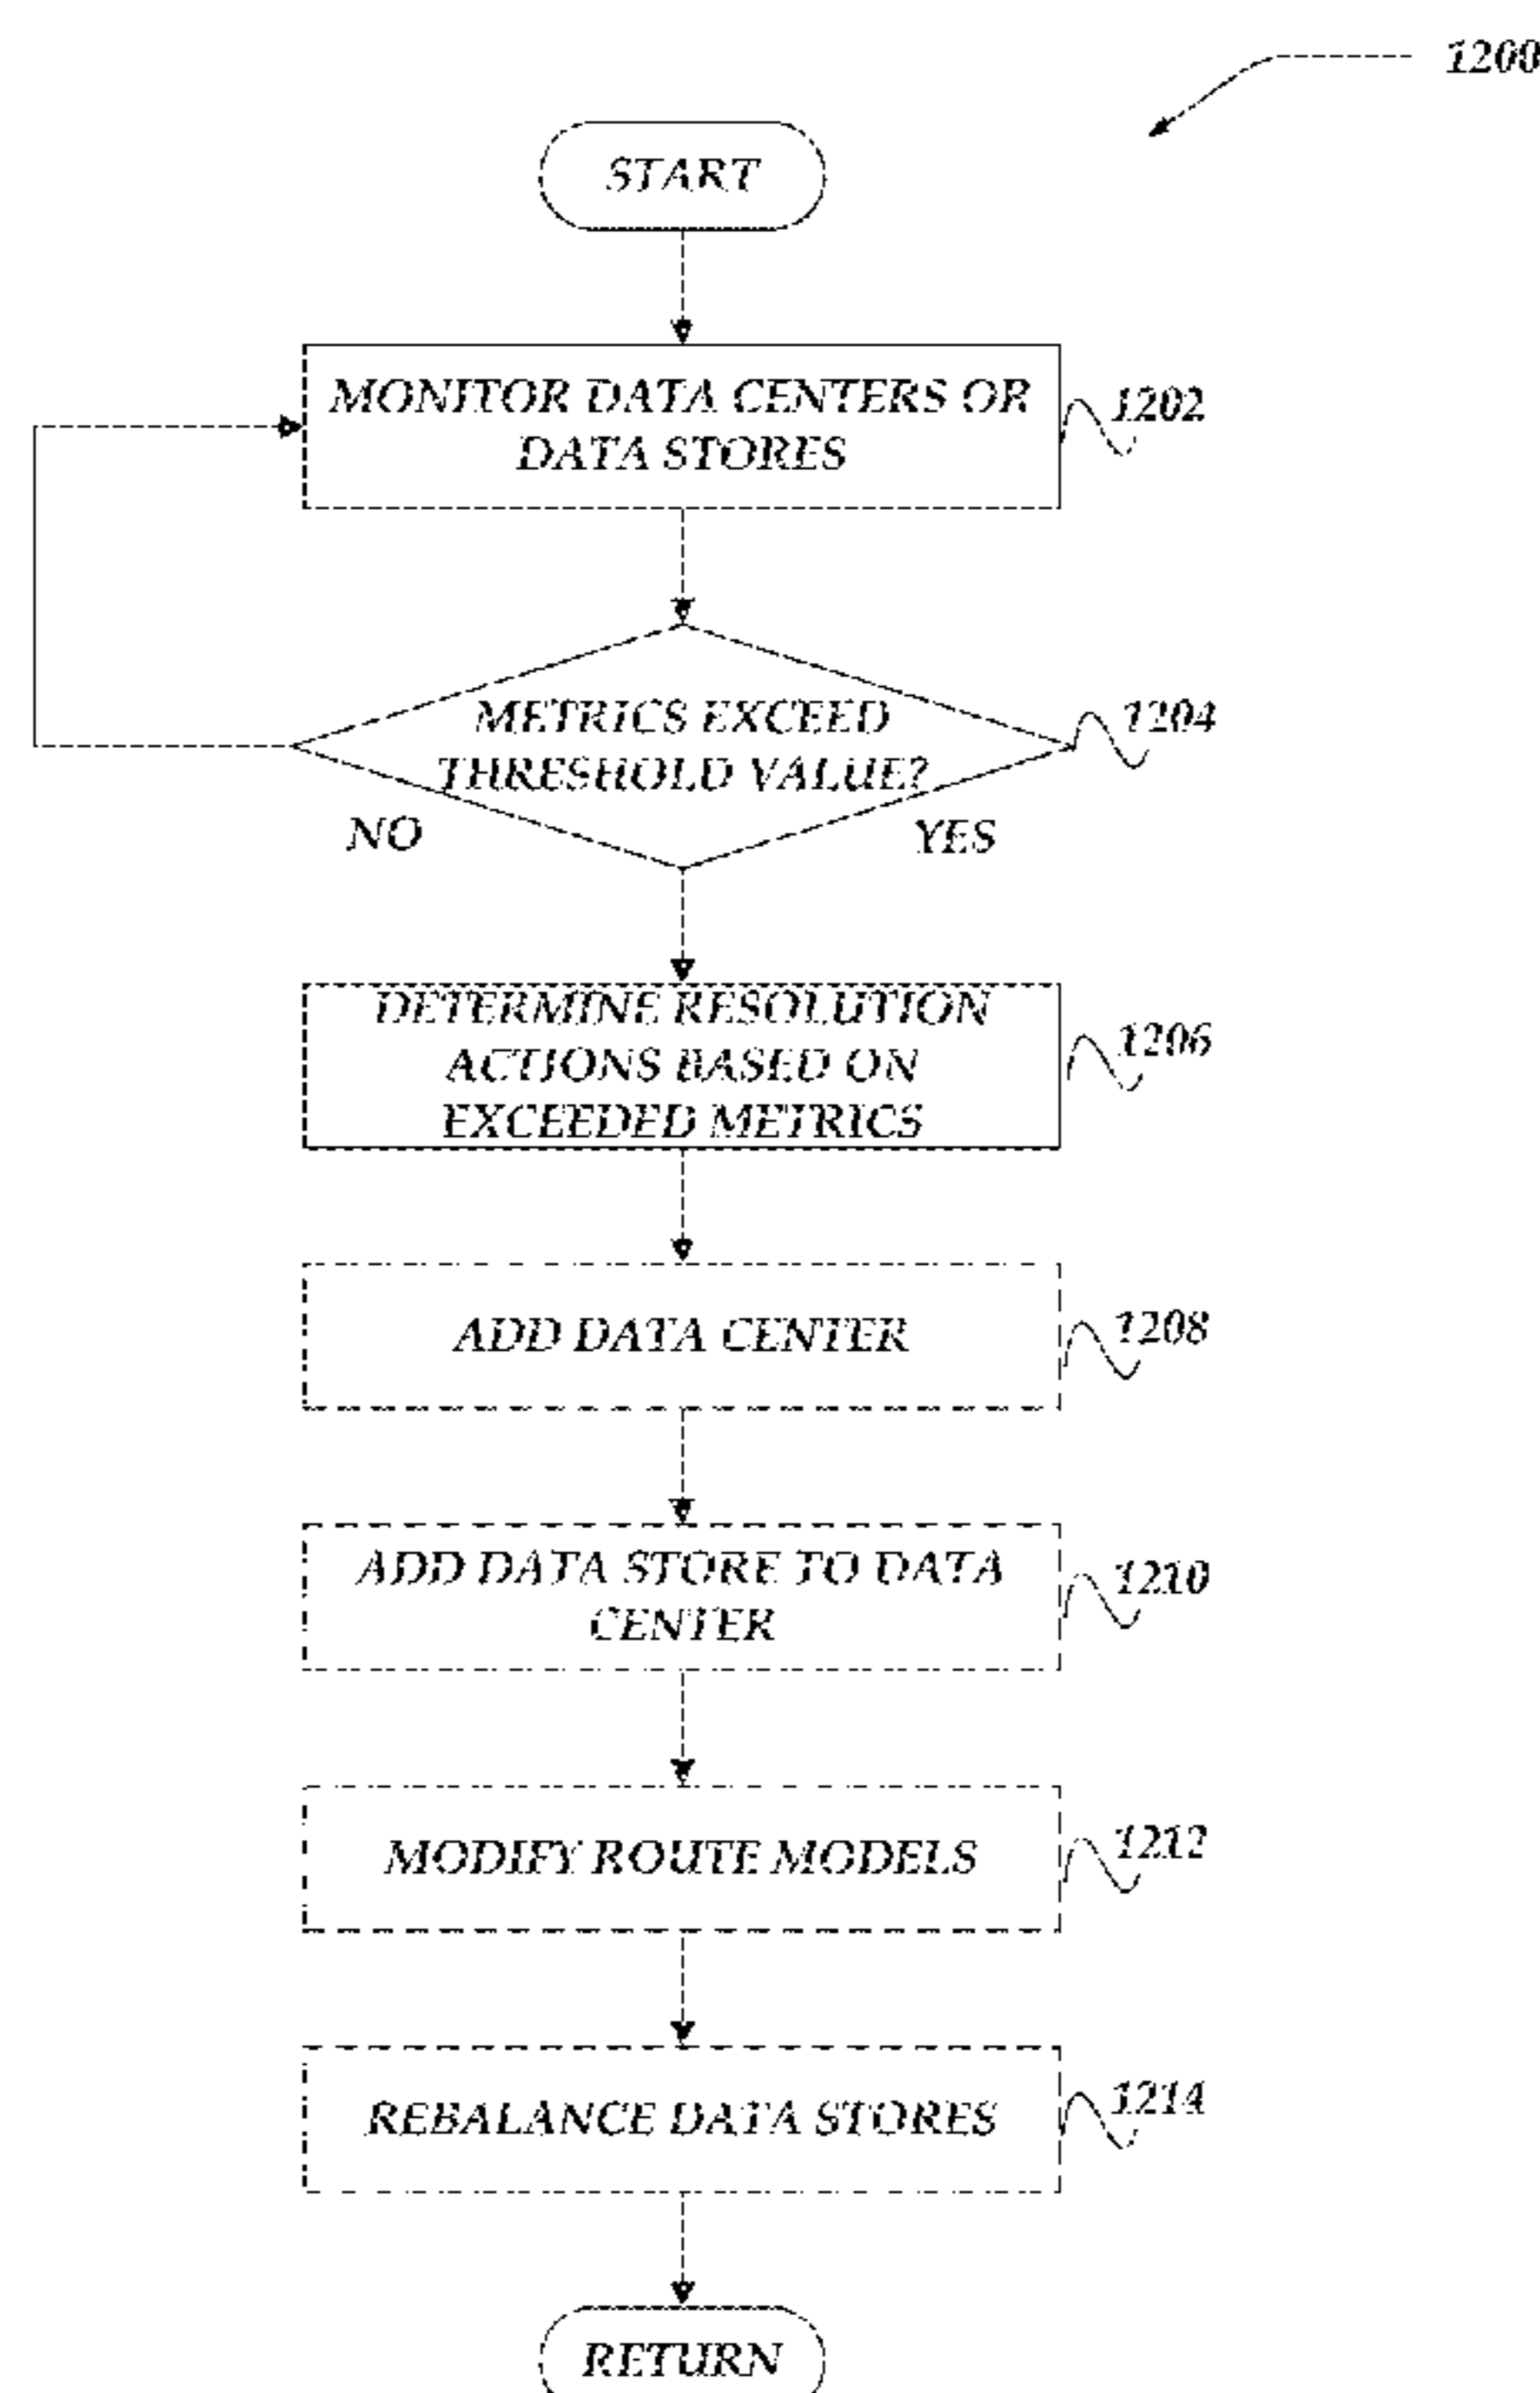 1200
START
MONITOR DATA CENTERS OR
DATA STORES
1202
METRICS EXCEED
THRESHOLD VALUE?
1204
NO
YES
DETERMINE RESOLUTION
ACTIONS BASED ON
EXCEEDED METRICS
1206
ADD DATA CENTER
1208
ADD DATA STORE TO DATA
CENTER
1210
MODIFY ROUTE MODELS
1212
REBALANCE DATA STORES
1214
RETURN